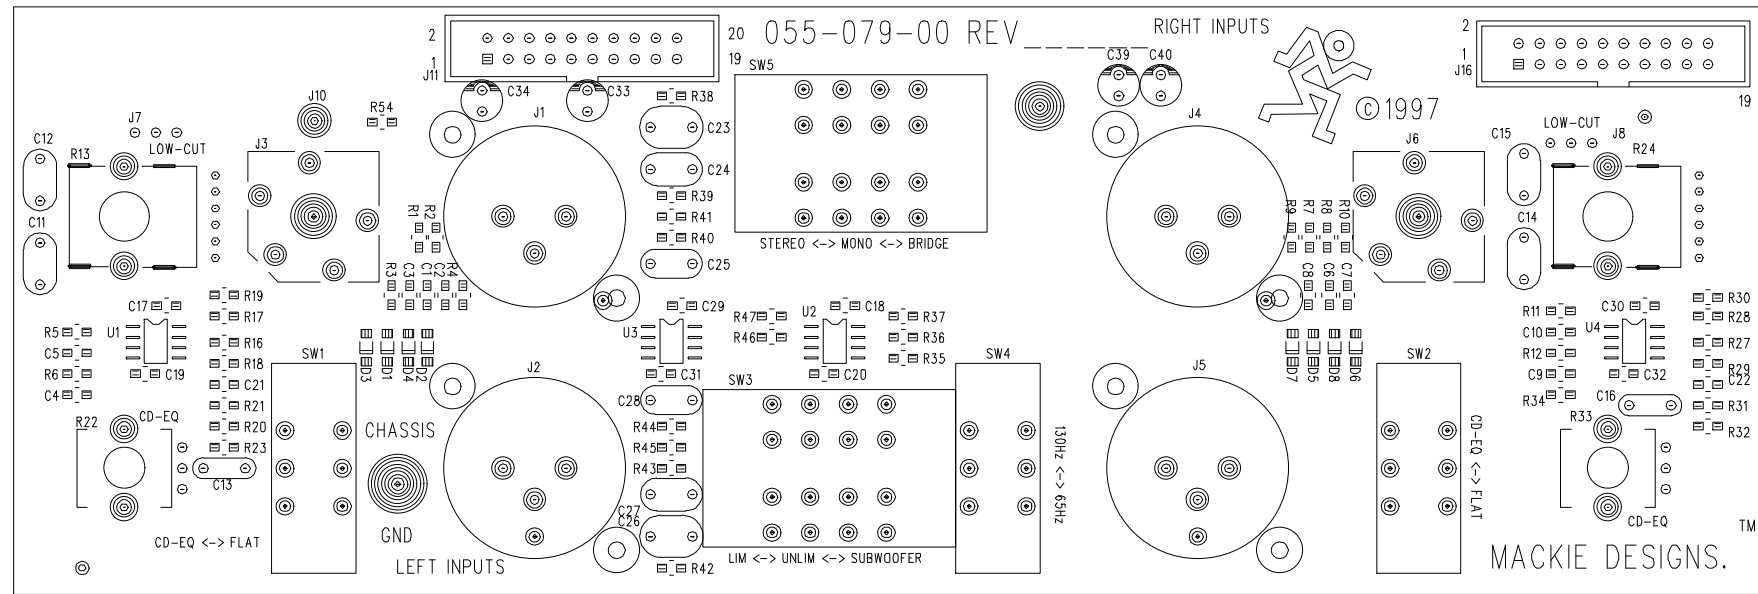 2
1
J11
20
19
055-079-00 REV_______
RIGHT INPUTS
2
1
J16
19
SW5
C39 C40
©1997
C34
C33
R38
J10
R54
J7
LOW-CUT
C12
R13
J3
J1
C23
C24
R39
R41
R40
C25
J4
J6
C15
LOW-CUT
J8
R24
C11
R1
R2
R3
C3
C1
C2
R4
STEREO <-> MONO <-> BRIDGE
R9
R7
R8
R10
C8
C6
C7
C14
C17
R19
R17
R5
U1
C5
R16
R6
R18
C19
C4
C21
R21
R20
R23
SW1
D3
D1
D4
D2
J2
C29
U3
R47
R46
U2
C18
R37
R36
R35
C31
C20
SW3
SW4
D7
D5
D8
D6
J5
SW2
R11
C10
R12
C9
R34
C30
U4
C32
R30
R28
R27
R29
C22
R31
R32
C16
R33
R22
CD-EQ
C13
CHASSIS
GND
C28
R44
R45
R43
C27
C26
R42
130Hz <-> 65Hz
CD-EQ <-> FLAT
CD-EQ
CD-EQ <-> FLAT
LEFT INPUTS
LIM <-> UNLIM <-> SUBWOOFER
MACKIE DESIGNS.
TM